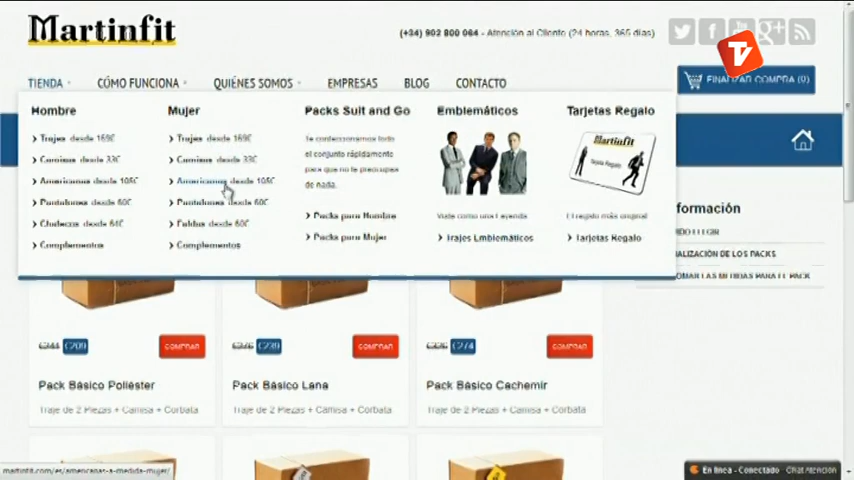 Martinfit
(+34) 902 800 064 - Atención al Cliente (24 horas, 365 días)
TIENDA CÓMO FUNCIONA QUIÉNES SOMOS EMPRESAS BLOG CONTACTO
FINALIZAR COMPRA (0)
Hombre
Trajes desde 169€
Camisas desde 33€
Americanas desde 105€
Pantalones desde 60€
Chalecos desde 64€
Complementos
Mujer
Trajes desde 169€
Camisas desde 33€
Americanas desde 105€
Pantalones desde 60€
Faldas desde 60€
Complementos
Packs Suit and Go
Te confeccionamos todo
el conjunto rápidamente
para que no te preocupes
de nada.
Packs para Hombre
Packs para Mujer
Emblemáticos
Viste como una Leyenda
Trajes Emblemáticos
Tarjetas Regalo
Martinfit
Tarjeta Regalo
El regalo más original
Tarjetas Regalo
formación
ALIZACIÓN DE LOS PACKS
OMAR LAS MEDIDAS PARA EL PACK
€209 COMPRAR
€239 COMPRAR
€274 COMPRAR
Pack Básico Poliéster
Traje de 2 Piezas + Camisa + Corbata
Pack Básico Lana
Traje de 2 Piezas + Camisa + Corbata
Pack Básico Cachemir
Traje de 2 Piezas + Camisa + Corbata
martinfit.com/es/americanas-a-medida-mujer/
En línea - Conectado Chat Atención